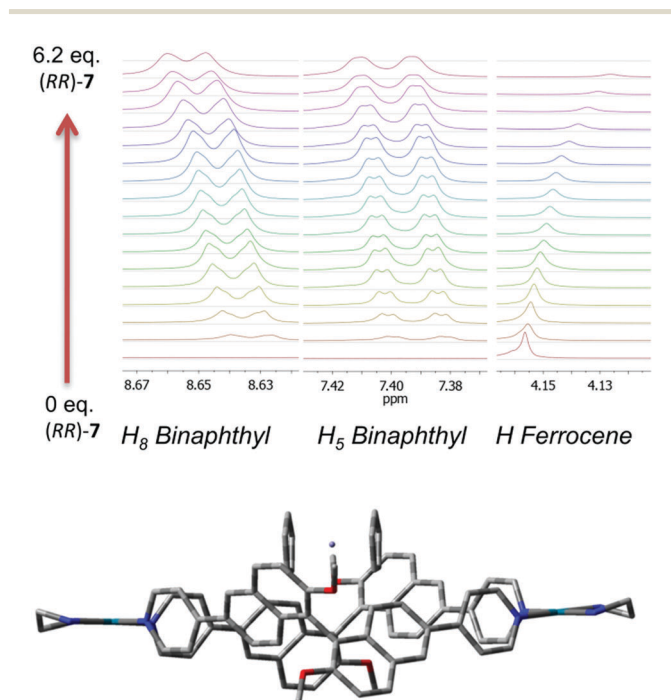 6.2 eq.
(RR)-7
0 eq.
(RR)-7
8.67 8.65 8.63
7.42 7.40 7.38
4.15 4.13
ppm
H8 Binaphthyl H5 Binaphthyl H Ferrocene